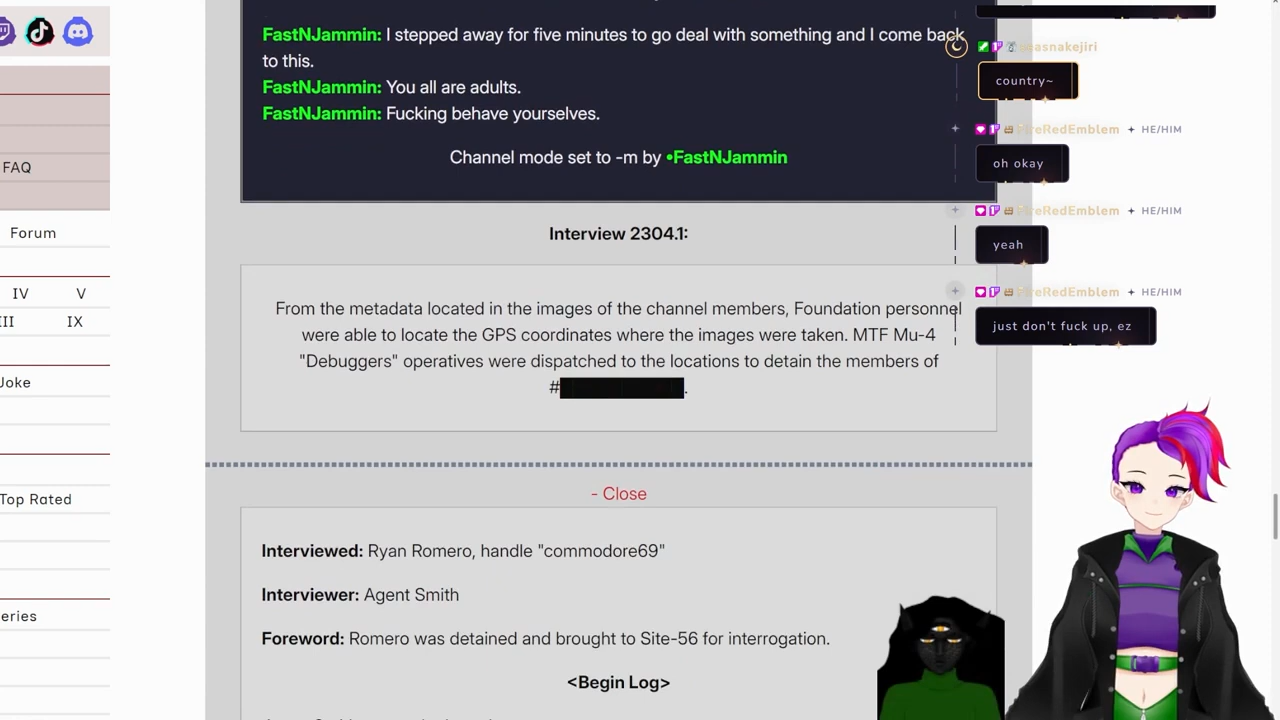 FastNJammin: I stepped away for five minutes to go deal with something and I come back
to this.
FastNJammin: You all are adults.
FastNJammin: Fucking behave yourselves.
Channel mode set to -m by •FastNJammin
Interview 2304.1:
From the metadata located in the images of the channel members, Foundation personnel
were able to locate the GPS coordinates where the images were taken. MTF Mu-4
"Debuggers" operatives were dispatched to the locations to detain the members of
#
.
- Close
Interviewed: Ryan Romero, handle "commodore69"
Interviewer: Agent Smith
Foreword: Romero was detained and brought to Site-56 for interrogation.
<Begin Log>
FAQ
Forum
IV V
IX
Joke
Top Rated
country~
FireRedEmblem + HE/HIM
oh okay
FireRedEmblem + HE/HIM
yeah
FireRedEmblem + HE/HIM
just don't fuck up, ez